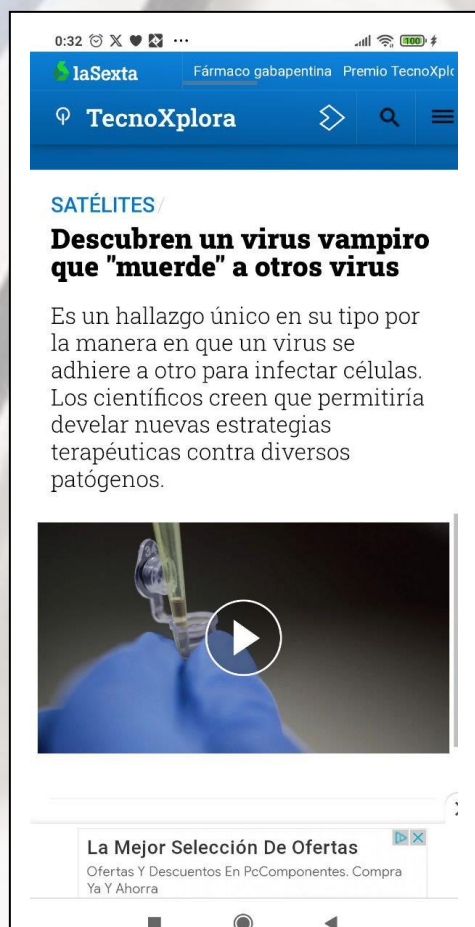 0:32 X ... 100
laSexta Fármaco gabapentina Premio TecnoXplo
TecnoXplora
SATÉLITES/
Descubren un virus vampiro
que "muerde" a otros virus
Es un hallazgo único en su tipo por
la manera en que un virus se
adhiere a otro para infectar células.
Los científicos creen que permitiría
develar nuevas estrategias
terapéuticas contra diversos
patógenos.
La Mejor Selección De Ofertas
Ofertas Y Descuentos En PcComponentes. Compra
Ya Y Ahorra